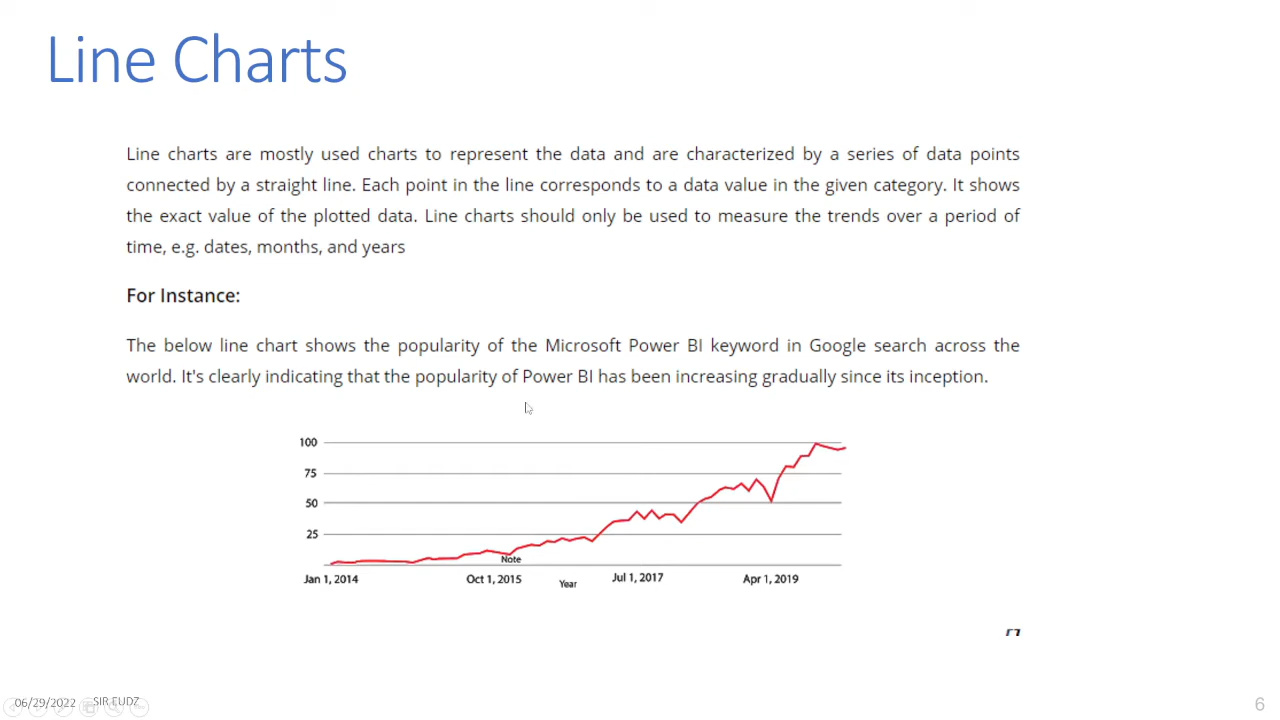 Line Charts
Line charts are mostly used charts to represent the data and are characterized by a series of data points
connected by a straight line. Each point in the line corresponds to a data value in the given category. It shows
the exact value of the plotted data. Line charts should only be used to measure the trends over a period of
time, e.g. dates, months, and years
For Instance:
The below line chart shows the popularity of the Microsoft Power BI keyword in Google search across the
world. It's clearly indicating that the popularity of Power BI has been increasing gradually since its inception.
100
75
50
25
Note
Jan 1, 2014 Oct 1, 2015 Year Jul 1, 2017 Apr 1, 2019
06/29/2022 SIR EUDZ 6